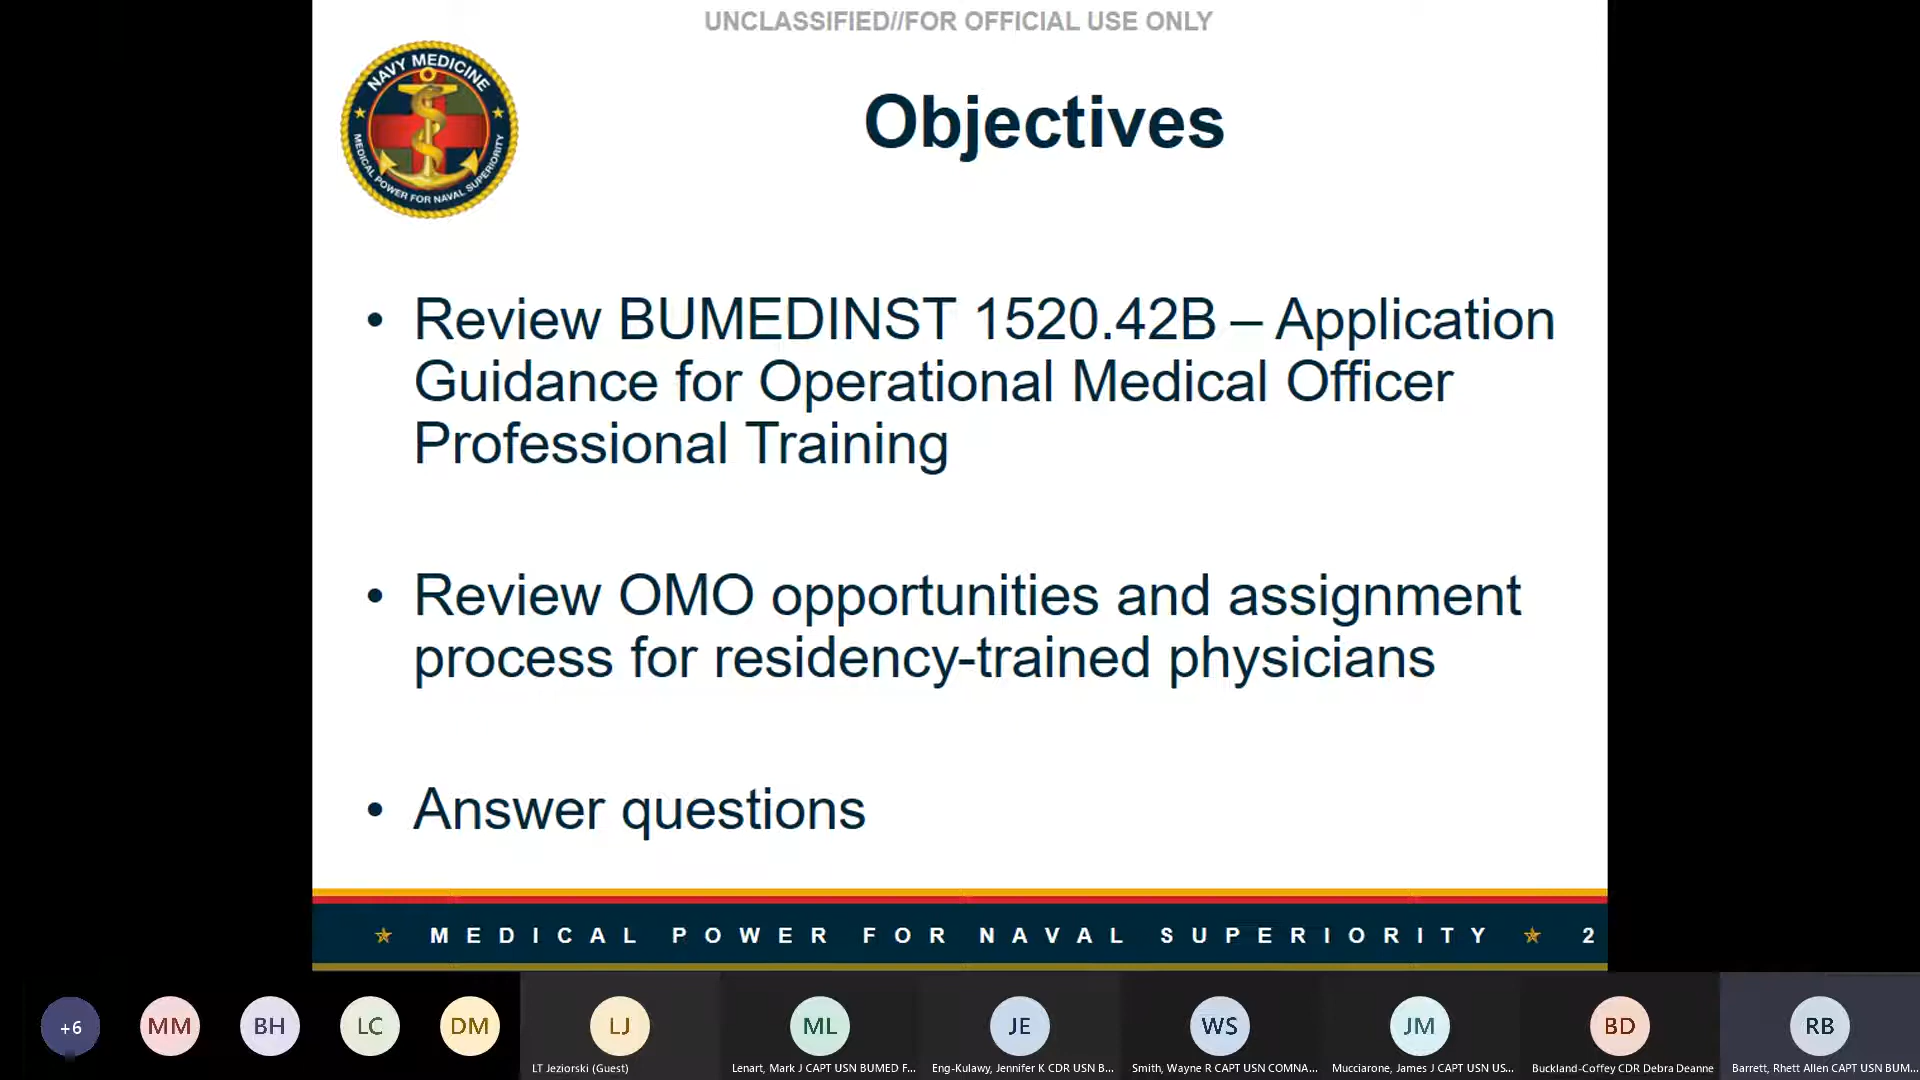 UNCLASSIFIED//FOR OFFICIAL USE ONLY
NAVY MEDICINE
MEDICAL POWER FOR NAVAL SUPERIORITY
Objectives
• Review BUMEDINST 1520.42B – Application
Guidance for Operational Medical Officer
Professional Training
• Review OMO opportunities and assignment
process for residency-trained physicians
• Answer questions
MEDICAL POWER FOR NAVAL SUPERIORITY 2
+6 MM BH LC DM LJ ML JE WS JM BD RB
LT Jeziorski (Guest) Lenart, Mark J CAPT USN BUMED F... Eng-Kulawy, Jennifer K CDR USN B... Smith, Wayne R CAPT USN COMNA... Mucciarone, James J CAPT USN US... Buckland-Coffey CDR Debra Deanne Barrett, Rhett Allen CAPT USN BUM...